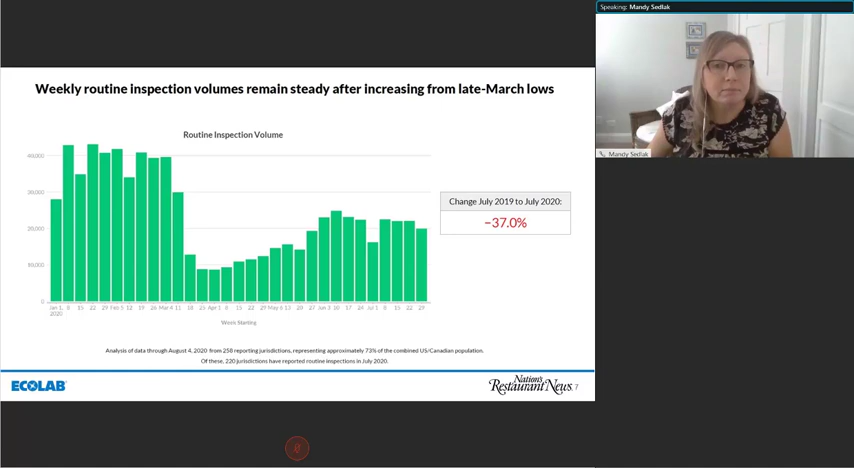 Speaking: Mandy Sedlak
Mandy Sedlak
Weekly routine inspection volumes remain steady after increasing from late-March lows
Routine Inspection Volume
40,000
30,000
20,000
10,000
0
Jan 1, 8 15 22 29 Feb 5 12 19 26 Mar 4 11 18 25 Apr 1 8 15 22 29 May 6 13 20 27 Jun 3 10 17 24 Jul 1 8 15 22 29
2020
Week Starting
Change July 2019 to July 2020:
−37.0%
Analysis of data through August 4, 2020 from 258 reporting jurisdictions, representing approximately 73% of the combined US/Canadian population.
Of these, 220 jurisdictions have reported routine inspections in July 2020.
ECOLAB
Nation's
Restaurant News 7